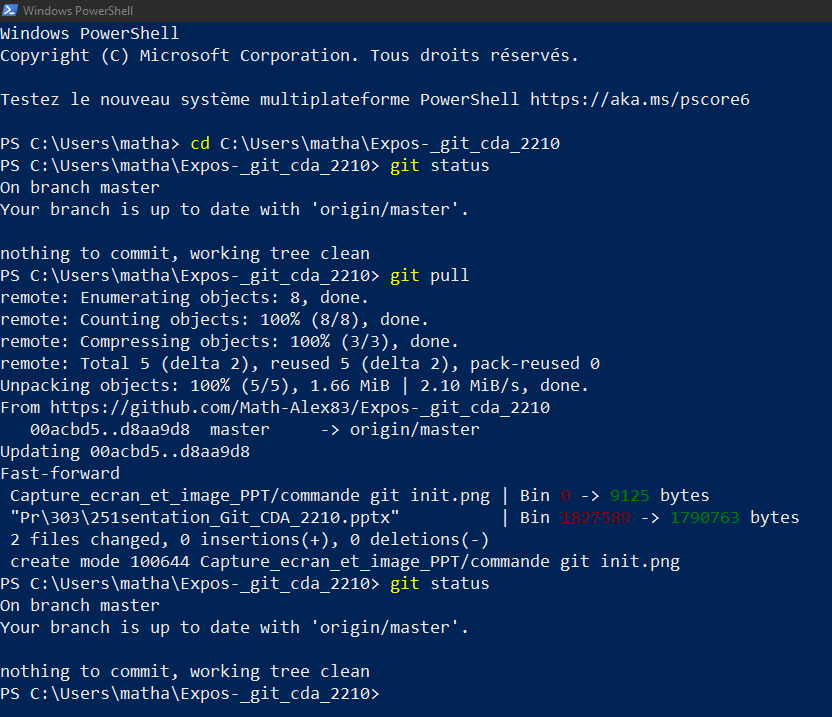 Windows PowerShell
Windows PowerShell
Copyright (C) Microsoft Corporation. Tous droits réservés.
Testez le nouveau système multiplateforme PowerShell https://aka.ms/pscore6
PS C:\Users\matha> cd C:\Users\matha\Expos-_git_cda_2210
PS C:\Users\matha\Expos-_git_cda_2210> git status
On branch master
Your branch is up to date with 'origin/master'.
nothing to commit, working tree clean
PS C:\Users\matha\Expos-_git_cda_2210> git pull
remote: Enumerating objects: 8, done.
remote: Counting objects: 100% (8/8), done.
remote: Compressing objects: 100% (3/3), done.
remote: Total 5 (delta 2), reused 5 (delta 2), pack-reused 0
Unpacking objects: 100% (5/5), 1.66 MiB | 2.10 MiB/s, done.
From https://github.com/Math-Alex83/Expos-_git_cda_2210
   00acbd5..d8aa9d8  master     -> origin/master
Updating 00acbd5..d8aa9d8
Fast-forward
 Capture_ecran_et_image_PPT/commande git init.png | Bin 0 -> 9125 bytes
 "Pr\303\251sentation_Git_CDA_2210.pptx"          | Bin 1827589 -> 1790763 bytes
 2 files changed, 0 insertions(+), 0 deletions(-)
 create mode 100644 Capture_ecran_et_image_PPT/commande git init.png
PS C:\Users\matha\Expos-_git_cda_2210> git status
On branch master
Your branch is up to date with 'origin/master'.
nothing to commit, working tree clean
PS C:\Users\matha\Expos-_git_cda_2210>